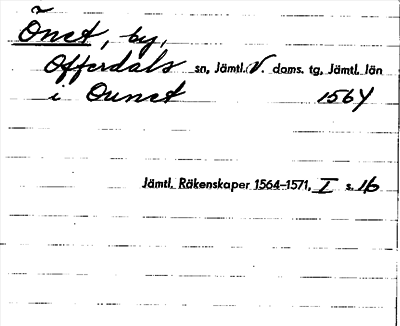 Önet, by,
Offerdals sn, Jämtl. V. doms. tg, Jämtl. län
i Ounet 1564
Jämtl. Räkenskaper 1564–1571, I s. 16